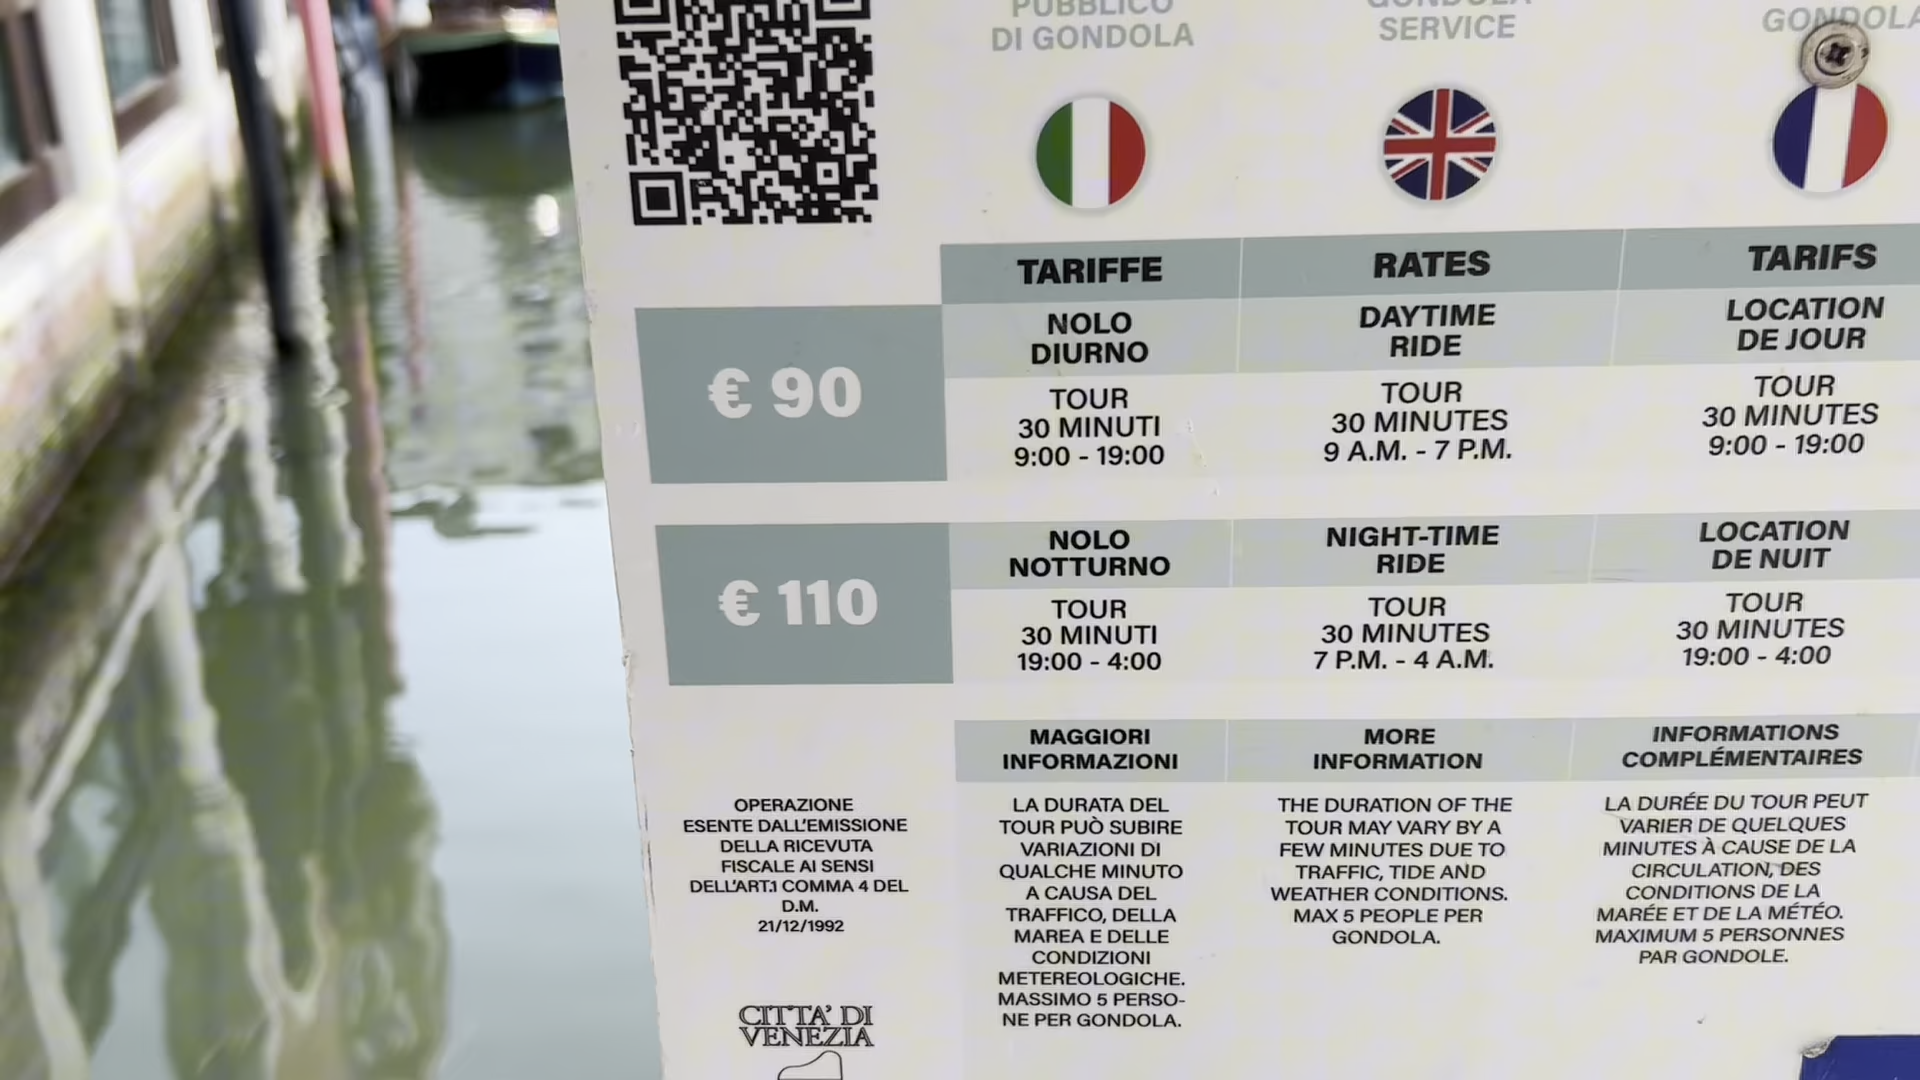 PUBBLICO
DI GONDOLA
GONDOLA
SERVICE
GONDOLA
TARIFFE
RATES
TARIFS
€ 90
NOLO
DIURNO
TOUR
30 MINUTI
9:00 - 19:00
DAYTIME
RIDE
TOUR
30 MINUTES
9 A.M. - 7 P.M.
LOCATION
DE JOUR
TOUR
30 MINUTES
9:00 - 19:00
€ 110
NOLO
NOTTURNO
TOUR
30 MINUTI
19:00 - 4:00
NIGHT-TIME
RIDE
TOUR
30 MINUTES
7 P.M. - 4 A.M.
LOCATION
DE NUIT
TOUR
30 MINUTES
19:00 - 4:00
OPERAZIONE
ESENTE DALL'EMISSIONE
DELLA RICEVUTA
FISCALE AI SENSI
DELL'ART.1 COMMA 4 DEL
D.M.
21/12/1992
CITTA' DI
VENEZIA
MAGGIORI
INFORMAZIONI
LA DURATA DEL
TOUR PUÒ SUBIRE
VARIAZIONI DI
QUALCHE MINUTO
A CAUSA DEL
TRAFFICO, DELLA
MAREA E DELLE
CONDIZIONI
METEREOLOGICHE.
MASSIMO 5 PERSO-
NE PER GONDOLA.
MORE
INFORMATION
THE DURATION OF THE
TOUR MAY VARY BY A
FEW MINUTES DUE TO
TRAFFIC, TIDE AND
WEATHER CONDITIONS.
MAX 5 PEOPLE PER
GONDOLA.
INFORMATIONS
COMPLÉMENTAIRES
LA DURÉE DU TOUR PEUT
VARIER DE QUELQUES
MINUTES À CAUSE DE LA
CIRCULATION, DES
CONDITIONS DE LA
MARÉE ET DE LA MÉTÉO.
MAXIMUM 5 PERSONNES
PAR GONDOLE.